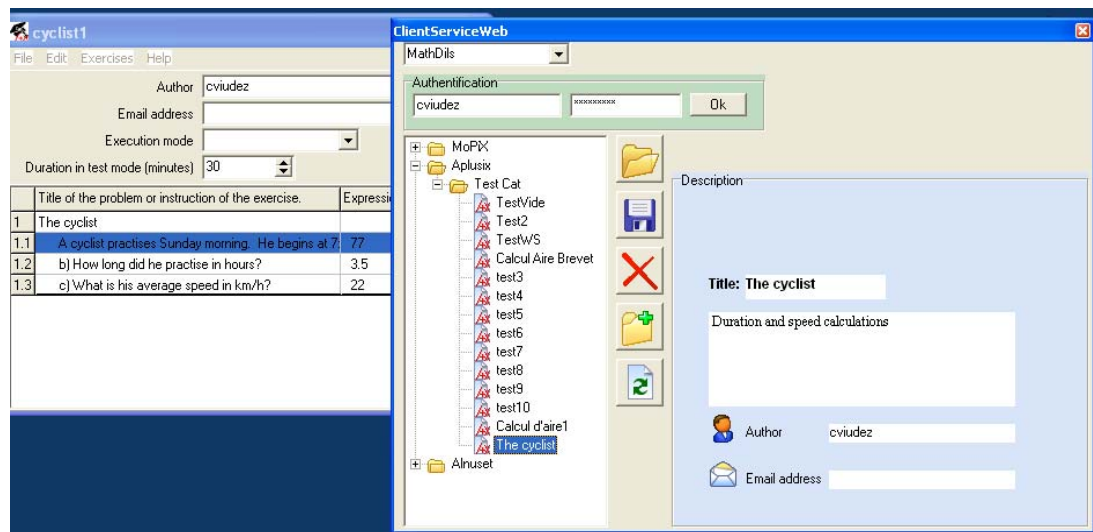 cyclist1
File Edit Exercises Help
Author cviudez
Email address
Execution mode
Duration in test mode (minutes) 30
Title of the problem or instruction of the exercise. Expressi
1 The cyclist
1.1 A cyclist practises Sunday morning. He begins at 7: 77
1.2 b) How long did he practise in hours? 3.5
1.3 c) What is his average speed in km/h? 22
ClientServiceWeb
MathDils
Authentification
cviudez ********* Ok
MoPiX
Aplusix
Test Cat
TestVide
Test2
TestWS
Calcul Aire Brevet
test3
test4
test5
test6
test7
test8
test9
test10
Calcul d'aire1
The cyclist
Alnuset
Description
Title: The cyclist
Duration and speed calculations
Author cviudez
Email address